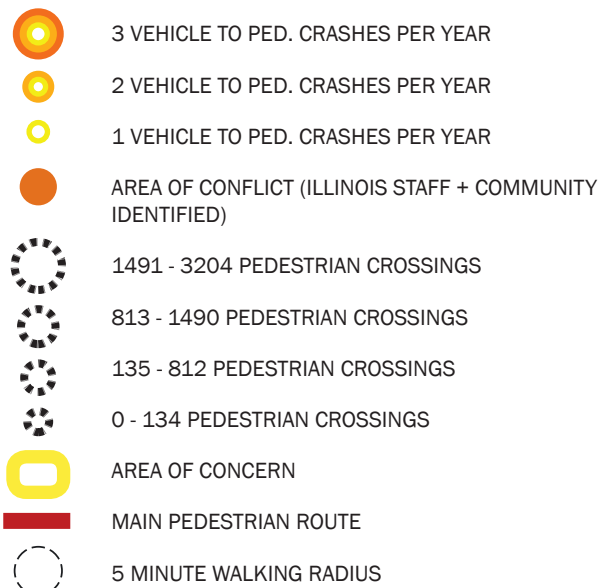 3 VEHICLE TO PED. CRASHES PER YEAR
2 VEHICLE TO PED. CRASHES PER YEAR
1 VEHICLE TO PED. CRASHES PER YEAR
AREA OF CONFLICT (ILLINOIS STAFF + COMMUNITY
IDENTIFIED)
1491 - 3204 PEDESTRIAN CROSSINGS
813 - 1490 PEDESTRIAN CROSSINGS
135 - 812 PEDESTRIAN CROSSINGS
0 - 134 PEDESTRIAN CROSSINGS
AREA OF CONCERN
MAIN PEDESTRIAN ROUTE
5 MINUTE WALKING RADIUS